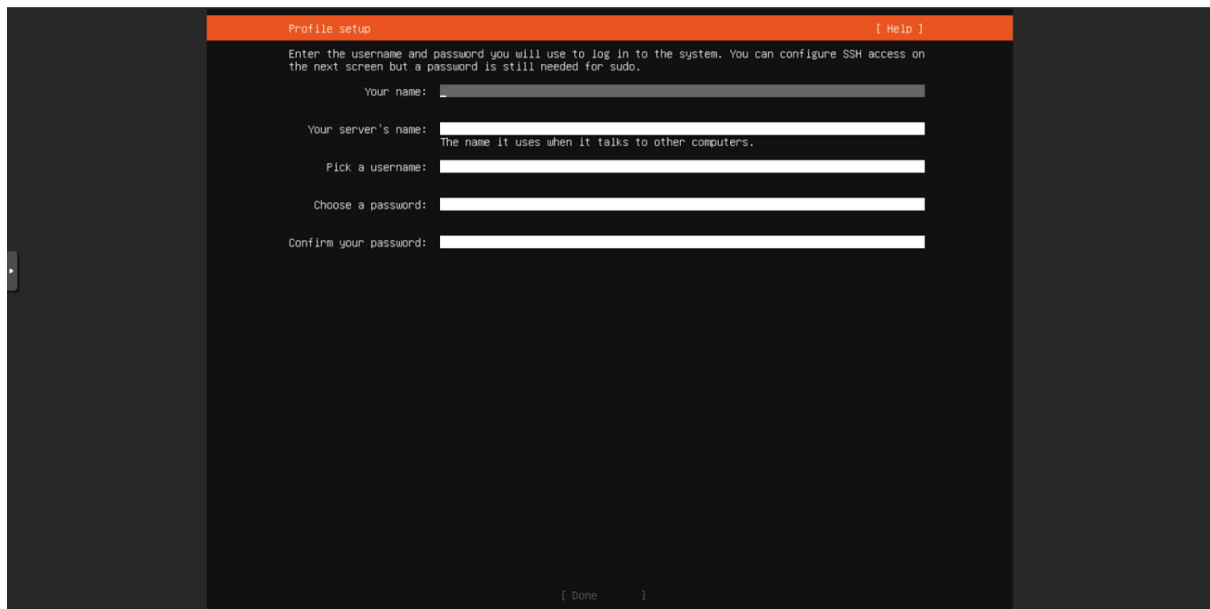 Profile setup [ Help ]
Enter the username and password you will use to log in to the system. You can configure SSH access on
the next screen but a password is still needed for sudo.
Your name:
Your server's name:
The name it uses when it talks to other computers.
Pick a username:
Choose a password:
Confirm your password:
[ Done ]